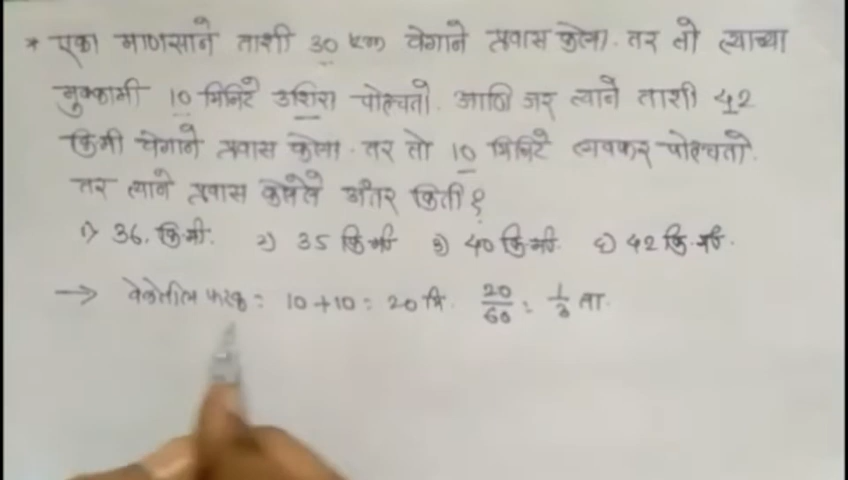 * एका माणसाने ताशी 30 km वेगाने प्रवास केला. तर तो त्याच्या
मुक्कामी 10 मिनिटे उशिरा पोहचतो. आणि जर त्याने ताशी 42
किमी वेगाने प्रवास केला. तर तो 10 मिनिटे लवकर पोहचतो.
तर त्याने प्रवास केलेले अंतर किती?
1) 36. कि.मी. 2) 35 कि.मी 3) 40 कि.मी. 4) 42 कि.मी.
→ वेळेतील फरक = 10 + 10 = 20 मि. 20/60 = 1/3 ता.